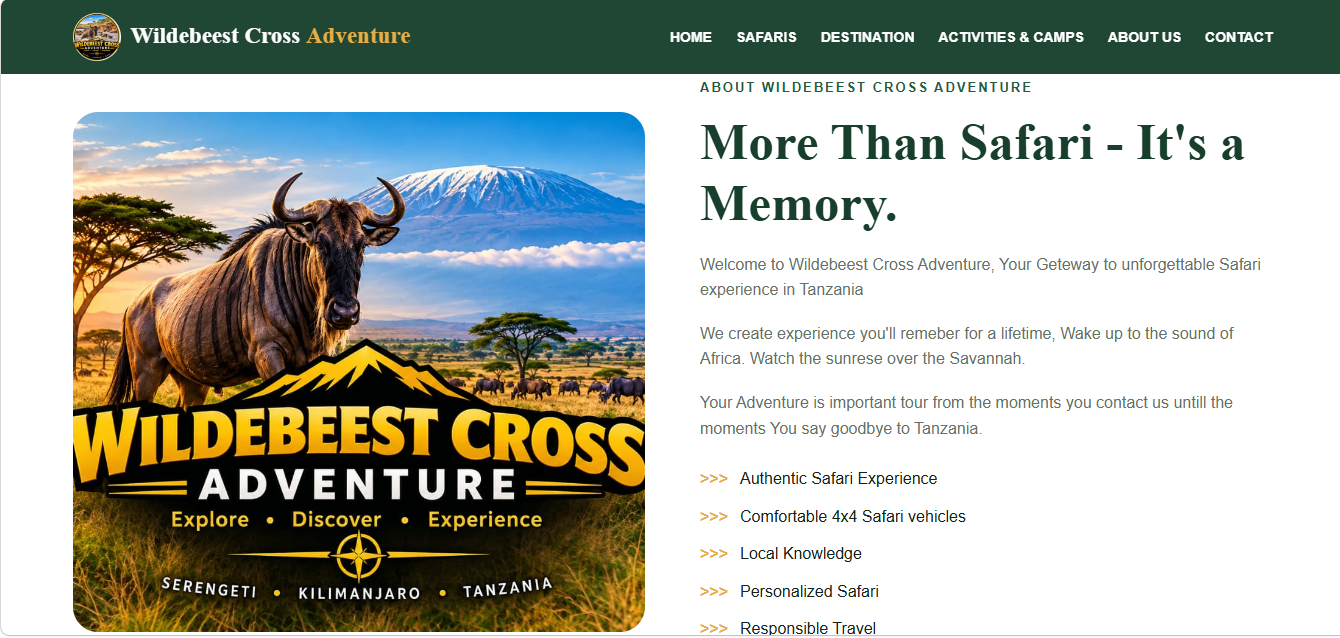 Wildebeest Cross Adventure
HOME SAFARIS DESTINATION ACTIVITIES & CAMPS ABOUT US CONTACT
WILDEBEEST CROSS
ADVENTURE
Explore • Discover • Experience
SERENGETI • KILIMANJARO • TANZANIA
ABOUT WILDEBEEST CROSS ADVENTURE
More Than Safari - It's a
Memory.
Welcome to Wildebeest Cross Adventure, Your Geteway to unforgettable Safari
experience in Tanzania
We create experience you'll remeber for a lifetime, Wake up to the sound of
Africa. Watch the sunrese over the Savannah.
Your Adventure is important tour from the moments you contact us untill the
moments You say goodbye to Tanzania.
>>> Authentic Safari Experience
>>> Comfortable 4x4 Safari vehicles
>>> Local Knowledge
>>> Personalized Safari
>>> Responsible Travel